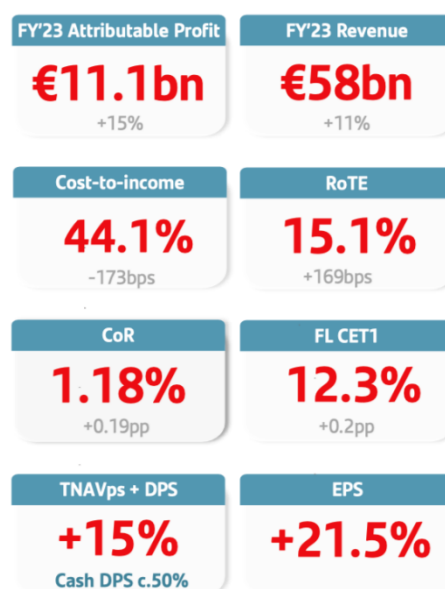 FY'23 Attributable Profit
€11.1bn
+15%
FY'23 Revenue
€58bn
+11%
Cost-to-income
44.1%
-173bps
RoTE
15.1%
+169bps
CoR
1.18%
+0.19pp
FL CET1
12.3%
+0.2pp
TNAVps + DPS
+15%
Cash DPS c.50%
EPS
+21.5%